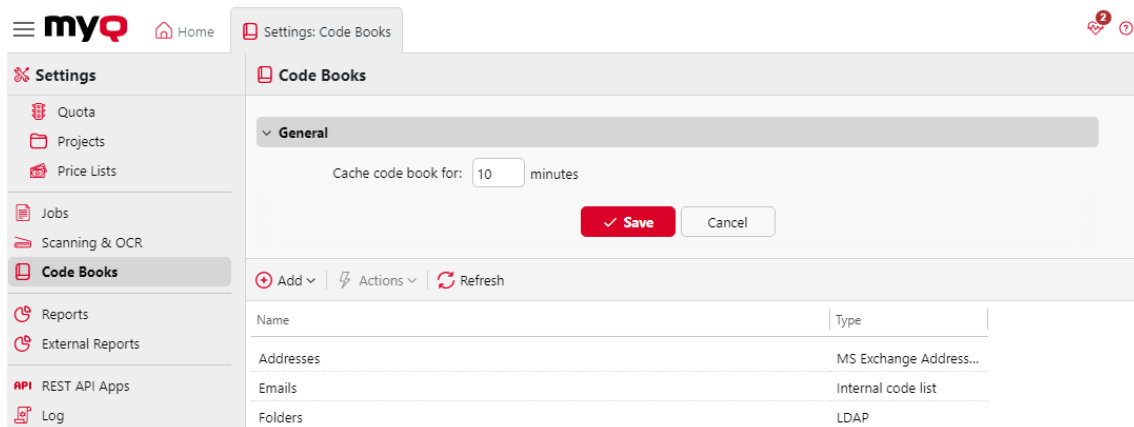 myQ
Home
Settings: Code Books
2
Settings
Code Books
Quota
Projects
Price Lists
General
Cache code book for: 10 minutes
Save
Cancel
Jobs
Scanning & OCR
Code Books
Add
Actions
Refresh
Reports
External Reports
Name
Type
Addresses
MS Exchange Address...
API REST API Apps
Emails
Internal code list
Log
Folders
LDAP